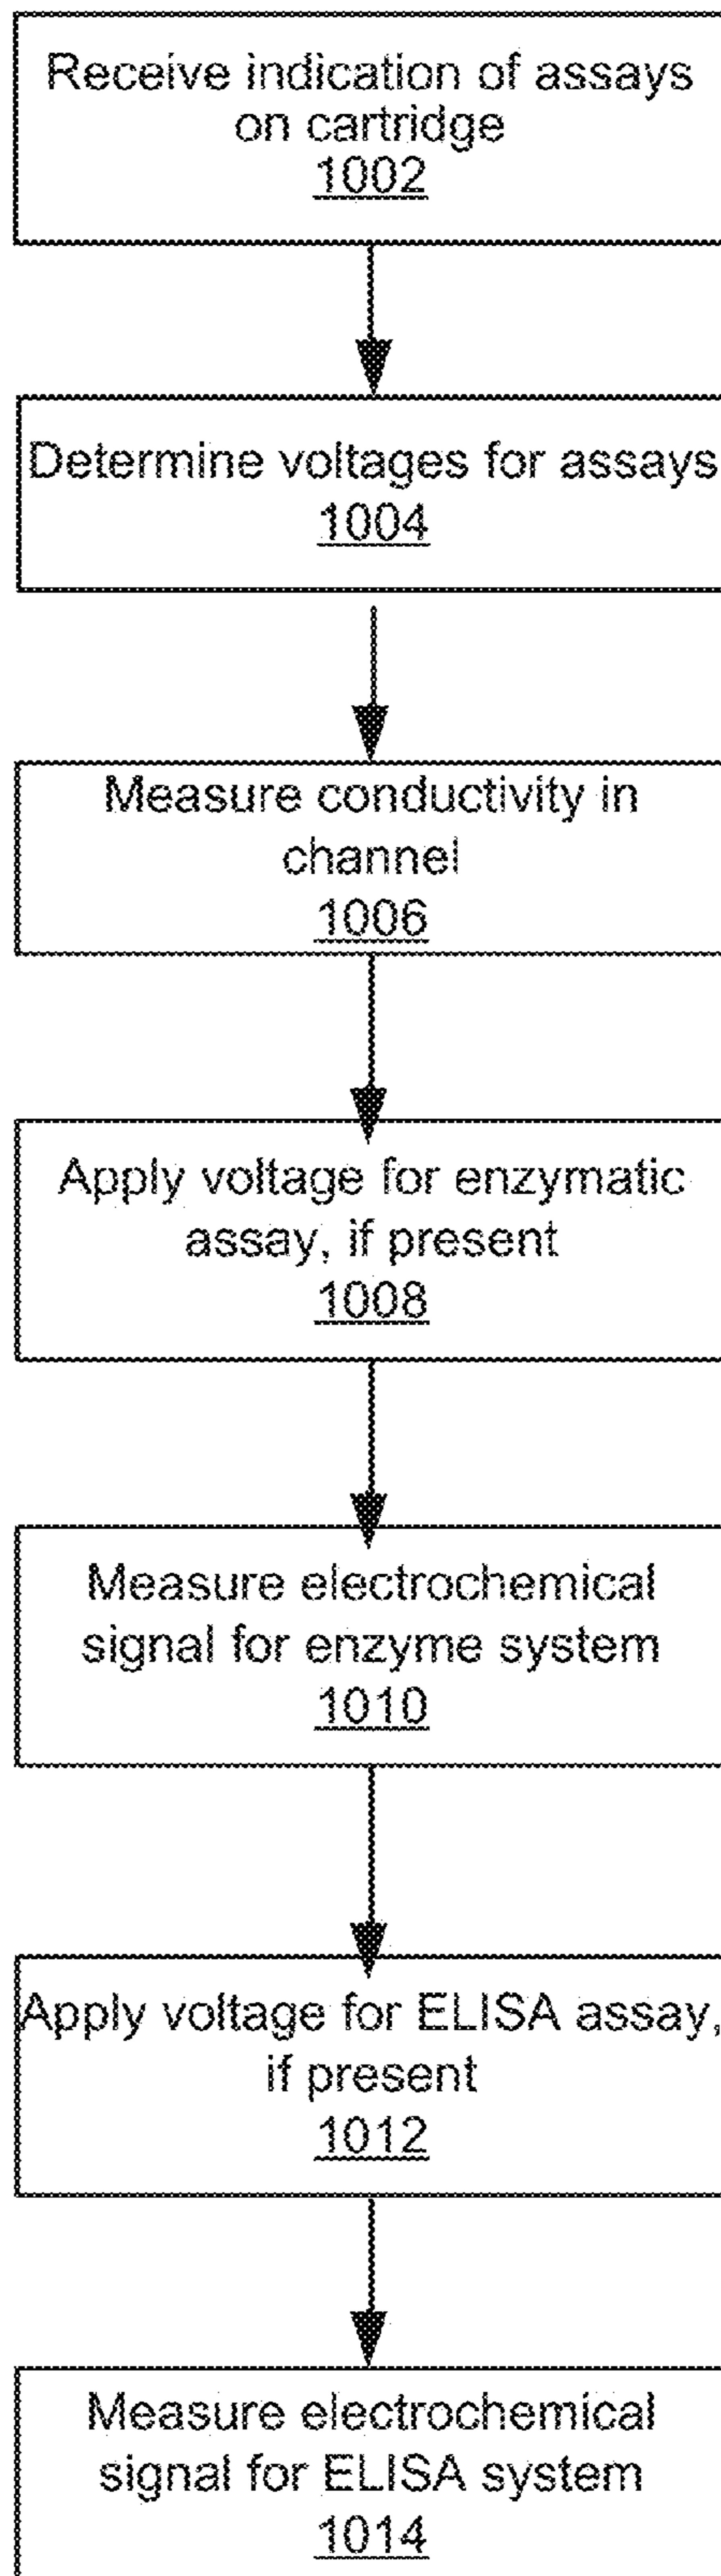 Receive indication of assays
on cartridge
1002
Determine voltages for assays
1004
Measure conductivity in
channel
1006
Apply voltage for enzymatic
assay, if present
1008
Measure electrochemical
signal for enzyme system
1010
Apply voltage for ELISA assay,
if present
1012
Measure electrochemical
signal for ELISA system
1014